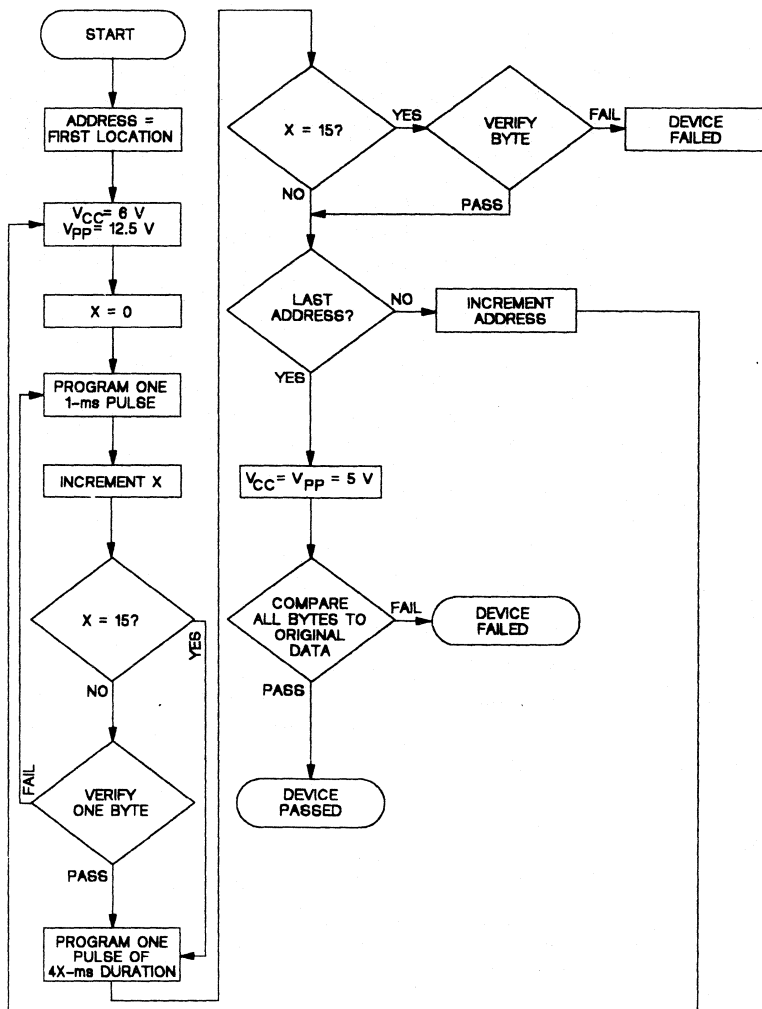 START
ADDRESS =
FIRST LOCATION
VCC= 6 V
VPP= 12.5 V
X = 0
PROGRAM ONE
1-ms PULSE
INCREMENT X
X = 15?
YES
NO
FAIL
VERIFY
ONE BYTE
PASS
PROGRAM ONE
PULSE OF
4X-ms DURATION
X = 15?
YES
VERIFY
BYTE
FAIL
DEVICE
FAILED
NO
PASS
LAST
ADDRESS?
NO
INCREMENT
ADDRESS
YES
VCC= VPP = 5 V
COMPARE
ALL BYTES TO
ORIGINAL
DATA
FAIL
DEVICE
FAILED
PASS
DEVICE
PASSED